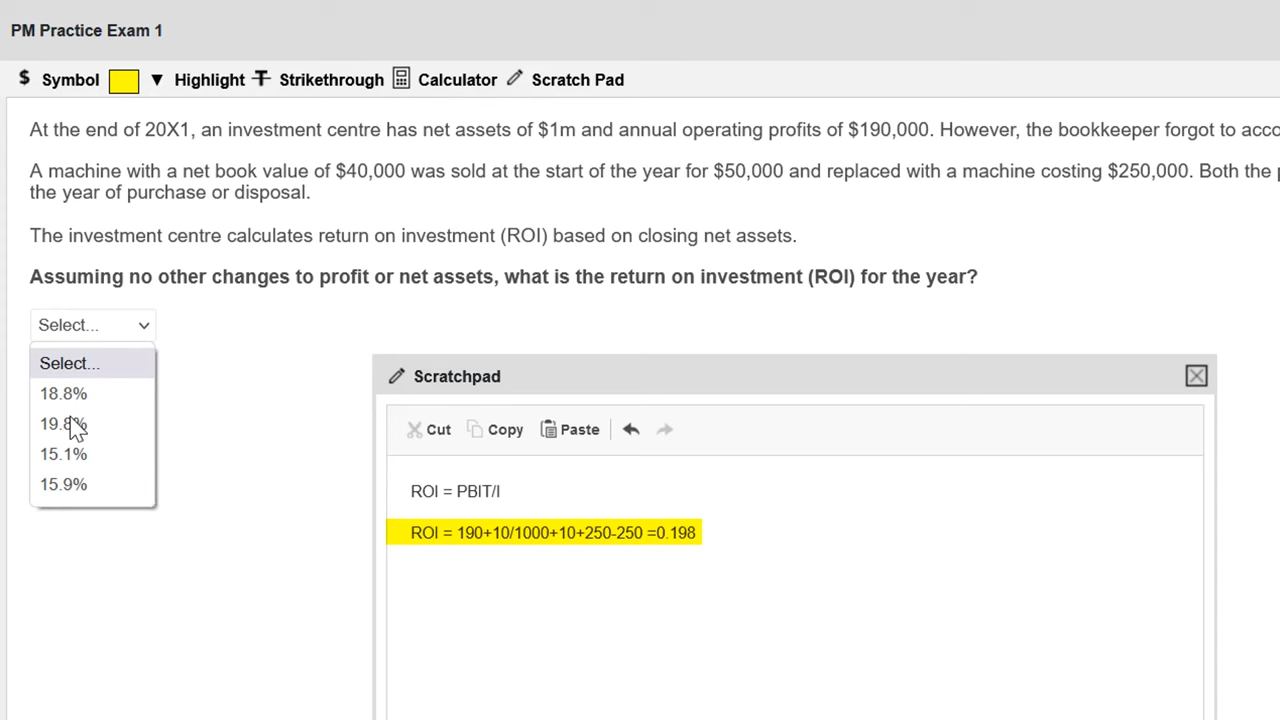 PM Practice Exam 1
$ Symbol ▼ Highlight T Strikethrough Calculator Scratch Pad
At the end of 20X1, an investment centre has net assets of $1m and annual operating profits of $190,000. However, the bookkeeper forgot to acco
A machine with a net book value of $40,000 was sold at the start of the year for $50,000 and replaced with a machine costing $250,000. Both the p
the year of purchase or disposal.
The investment centre calculates return on investment (ROI) based on closing net assets.
Assuming no other changes to profit or net assets, what is the return on investment (ROI) for the year?
Select...
Select...
18.8%
19.8%
15.1%
15.9%
Scratchpad
Cut Copy Paste
ROI = PBIT/I
ROI = 190+10/1000+10+250-250 =0.198